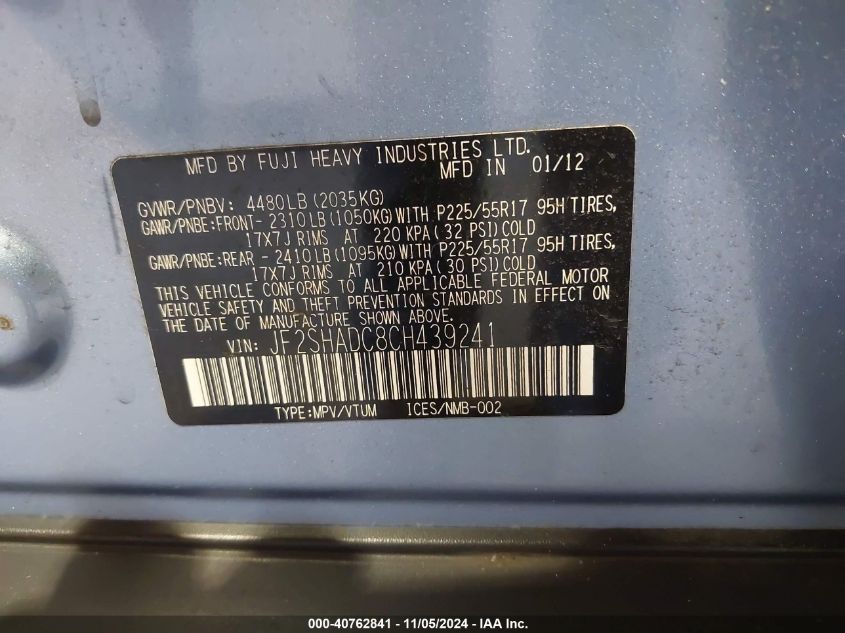 MFD BY FUJI HEAVY INDUSTRIES LTD.
MFD IN 01/12
GVWR/PNBV: 4480LB(2035KG)
GAWR/PNBE:FRONT- 2310LB(1050KG)WITH P225/55R17 95H TIRES,
17X7J RIMS AT 220 KPA(32 PSI)COLD
GAWR/PNBE:REAR - 2410LB(1095KG)WITH P225/55R17 95H TIRES,
17X7J RIMS AT 210 KPA(30 PSI)COLD
THIS VEHICLE CONFORMS TO ALL APPLICABLE FEDERAL MOTOR
VEHICLE SAFETY AND THEFT PREVENTION STANDARDS IN EFFECT ON
THE DATE OF MANUFACTURE SHOWN ABOVE.
VIN: JF2SHADC8CH439241
TYPE:MPV/VTUM ICES/NMB-002
000-40762841 - 11/05/2024 - IAA Inc.